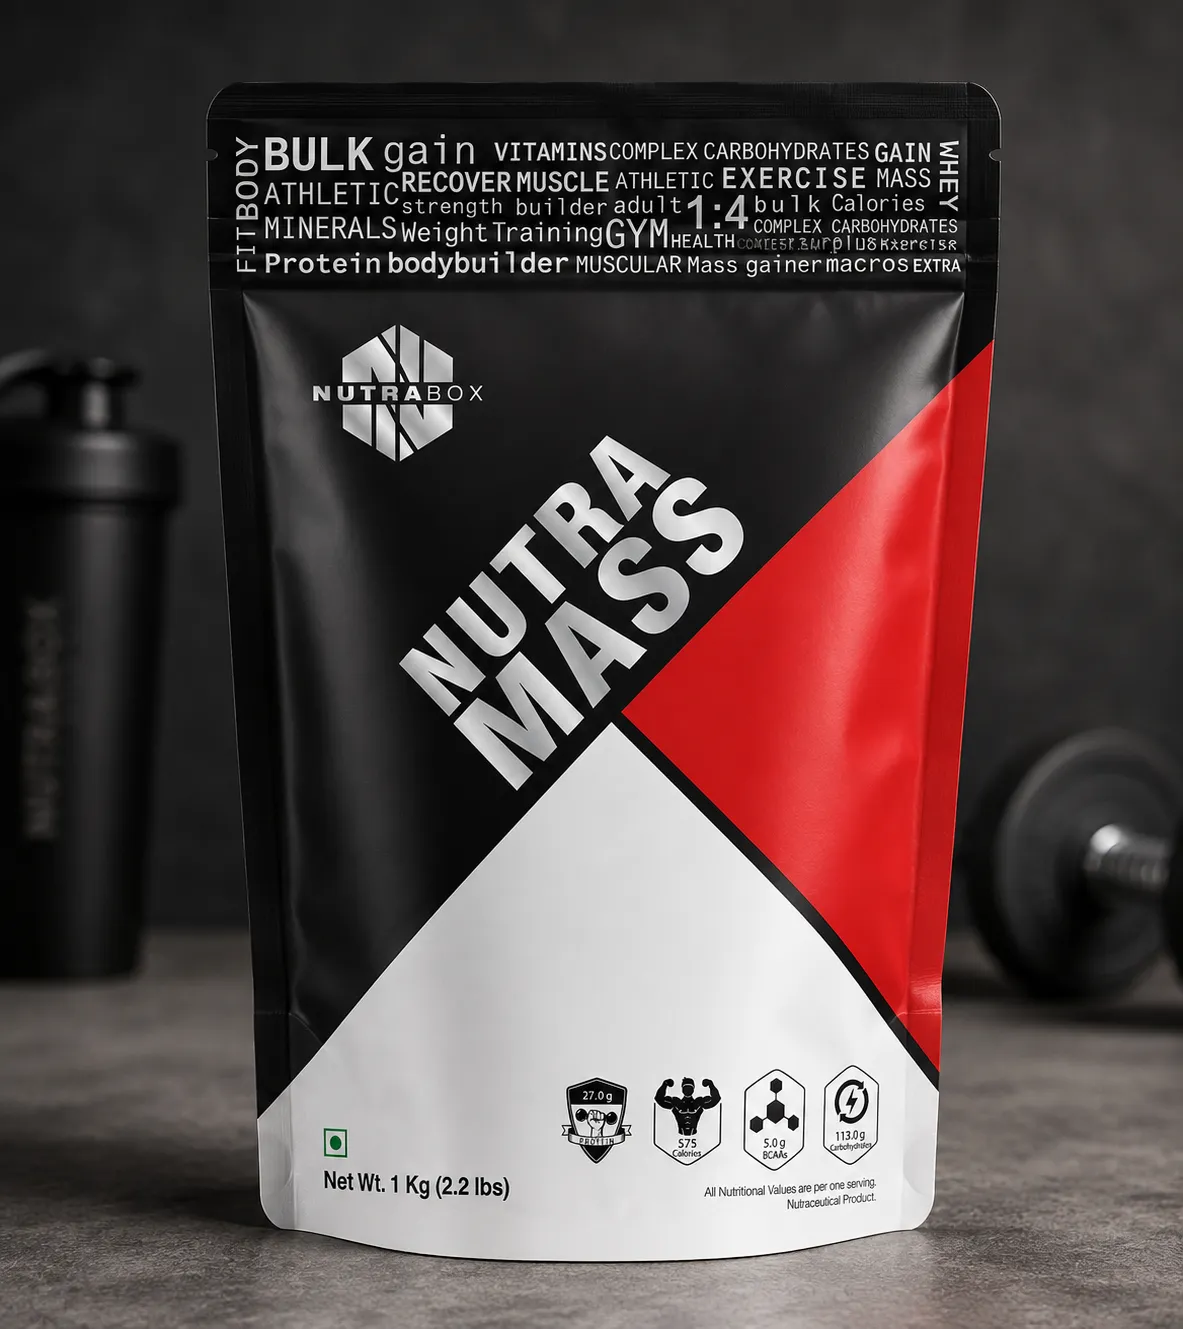 FITBODY
BULK gain VITAMINS COMPLEX CARBOHYDRATES GAIN
WHEY
ATHLETIC RECOVER MUSCLE ATHLETIC EXERCISE MASS
strength builder adult 1:4 bulk Calories
MINERALS Weight Training GYM HEALTH COMPLEX CARBOHYDRATES
Protein bodybuilder MUSCULAR Mass gainer macros EXTRA
NUTRABOX
NUTRA
MASS
NUTRABOX
27.0 g
PROTEIN
575
Calories
5.0 g
BCAAs
113.0 g
Carbohydrates
Net Wt. 1 Kg (2.2 lbs)
All Nutritional Values are per one serving.
Nutraceutical Product.